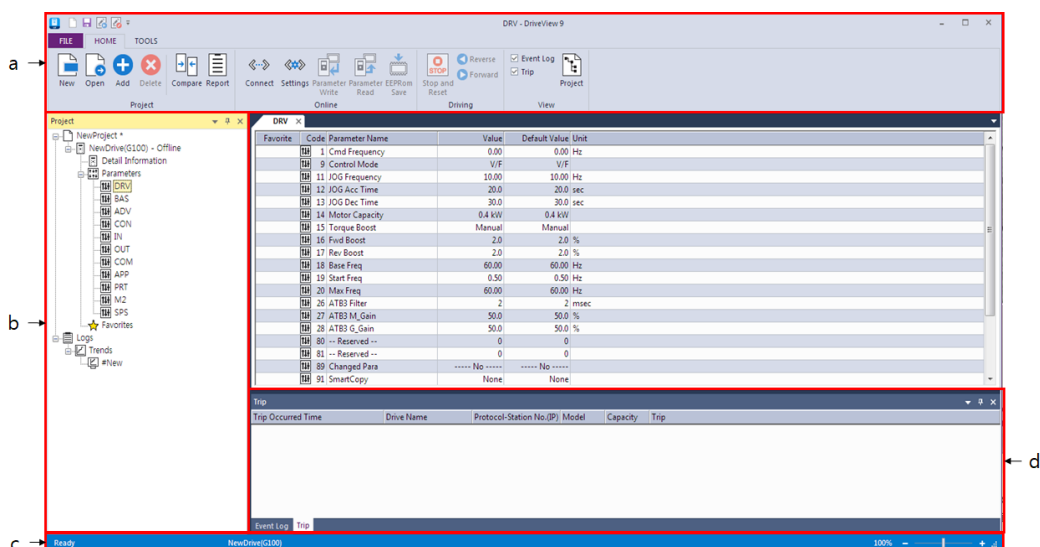 DRV - DriveView 9
FILE HOME TOOLS
New Open Add Delete Compare Report
Project
Connect Settings Parameter Write Parameter Read EEPRom Save
Online
Stop and Reset Reverse Forward
STOP
Driving
Event Log
Trip
Project
View
a
Project
NewProject *
NewDrive(G100) - Offline
Detail Information
Parameters
DRV
BAS
ADV
CON
IN
OUT
COM
APP
PRT
M2
SPS
Favorites
Logs
Trends
#New
b
DRV
Favorite Code Parameter Name Value Default Value Unit
1 Cmd Frequency 0.00 0.00 Hz
9 Control Mode V/F V/F
11 JOG Frequency 10.00 10.00 Hz
12 JOG Acc Time 20.0 20.0 sec
13 JOG Dec Time 30.0 30.0 sec
14 Motor Capacity 0.4 kW 0.4 kW
15 Torque Boost Manual Manual
16 Fwd Boost 2.0 2.0 %
17 Rev Boost 2.0 2.0 %
18 Base Freq 60.00 60.00 Hz
19 Start Freq 0.50 0.50 Hz
20 Max Freq 60.00 60.00 Hz
26 ATB3 Filter 2 2 msec
27 ATB3 M_Gain 50.0 50.0 %
28 ATB3 G_Gain 50.0 50.0 %
80 -- Reserved -- 0 0
81 -- Reserved -- 0 0
89 Changed Para ----- No ----- ----- No -----
91 SmartCopy None None
Trip
Trip Occurred Time Drive Name Protocol-Station No.(IP) Model Capacity Trip
d
Event Log Trip
c
Ready NewDrive(G100) 100%